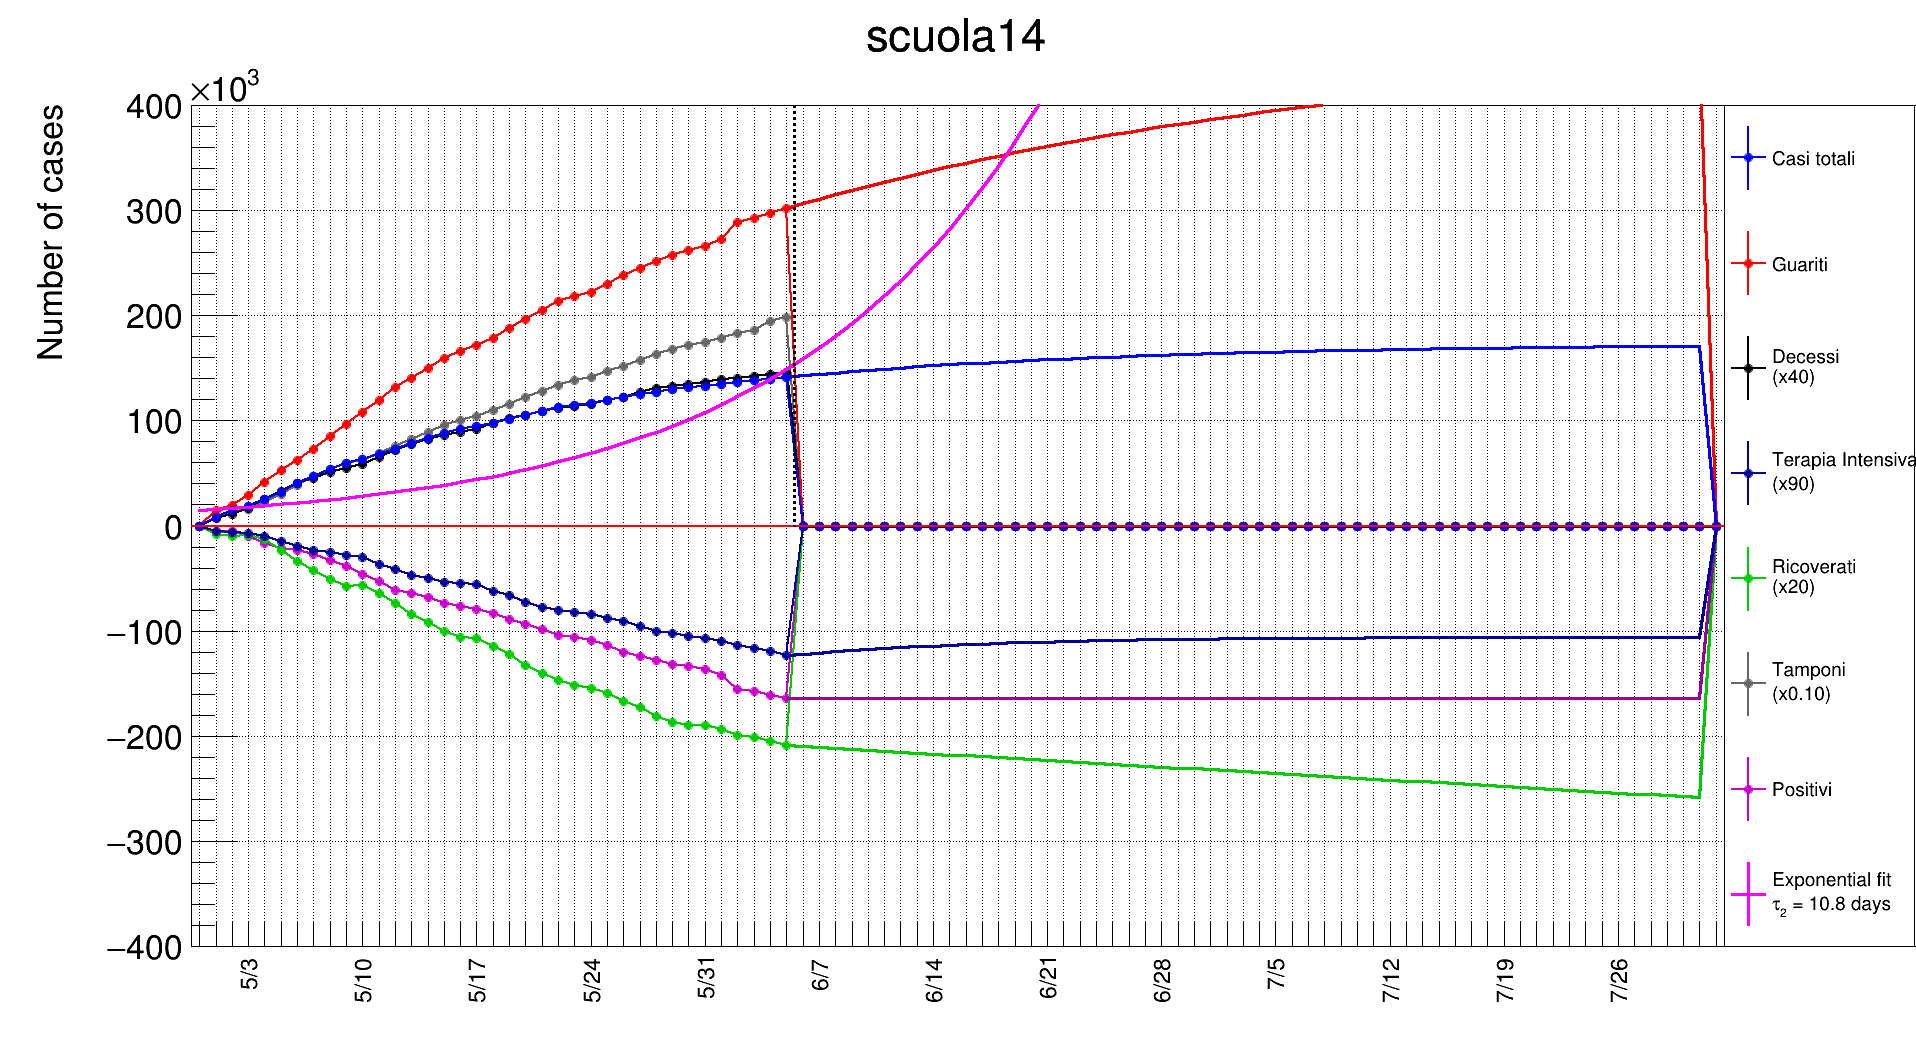 scuola14
×10³
Number of cases
400
300
200
100
0
−100
−200
−300
−400
5/3
5/10
5/17
5/24
5/31
6/7
6/14
6/21
6/28
7/5
7/12
7/19
7/26
Casi totali
Guariti
Decessi
(x40)
Terapia Intensiva
(x90)
Ricoverati
(x20)
Tamponi
(x0.10)
Positivi
Exponential fit
τ₂ = 10.8 days